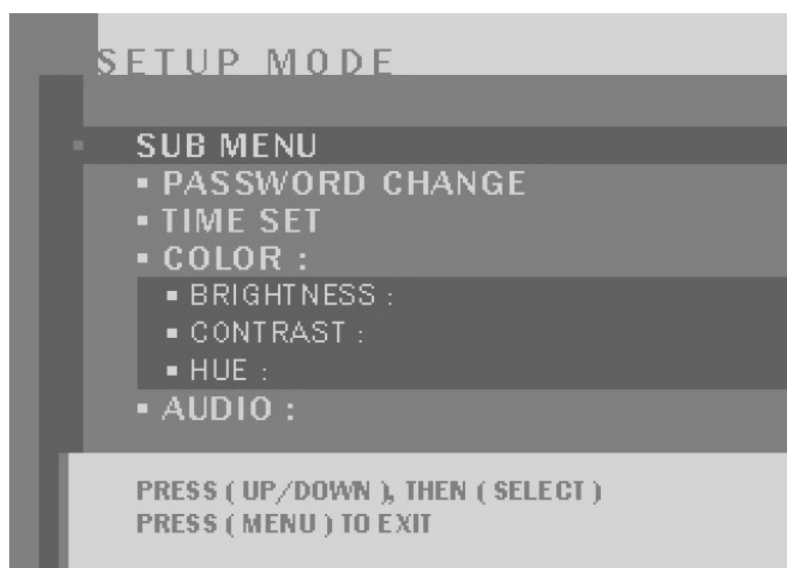 SETUP MODE
SUB MENU
▪ PASSWORD CHANGE
▪ TIME SET
▪ COLOR :
▪ BRIGHTNESS :
▪ CONTRAST :
▪ HUE :
▪ AUDIO :
PRESS ( UP/DOWN ), THEN ( SELECT )
PRESS ( MENU ) TO EXIT